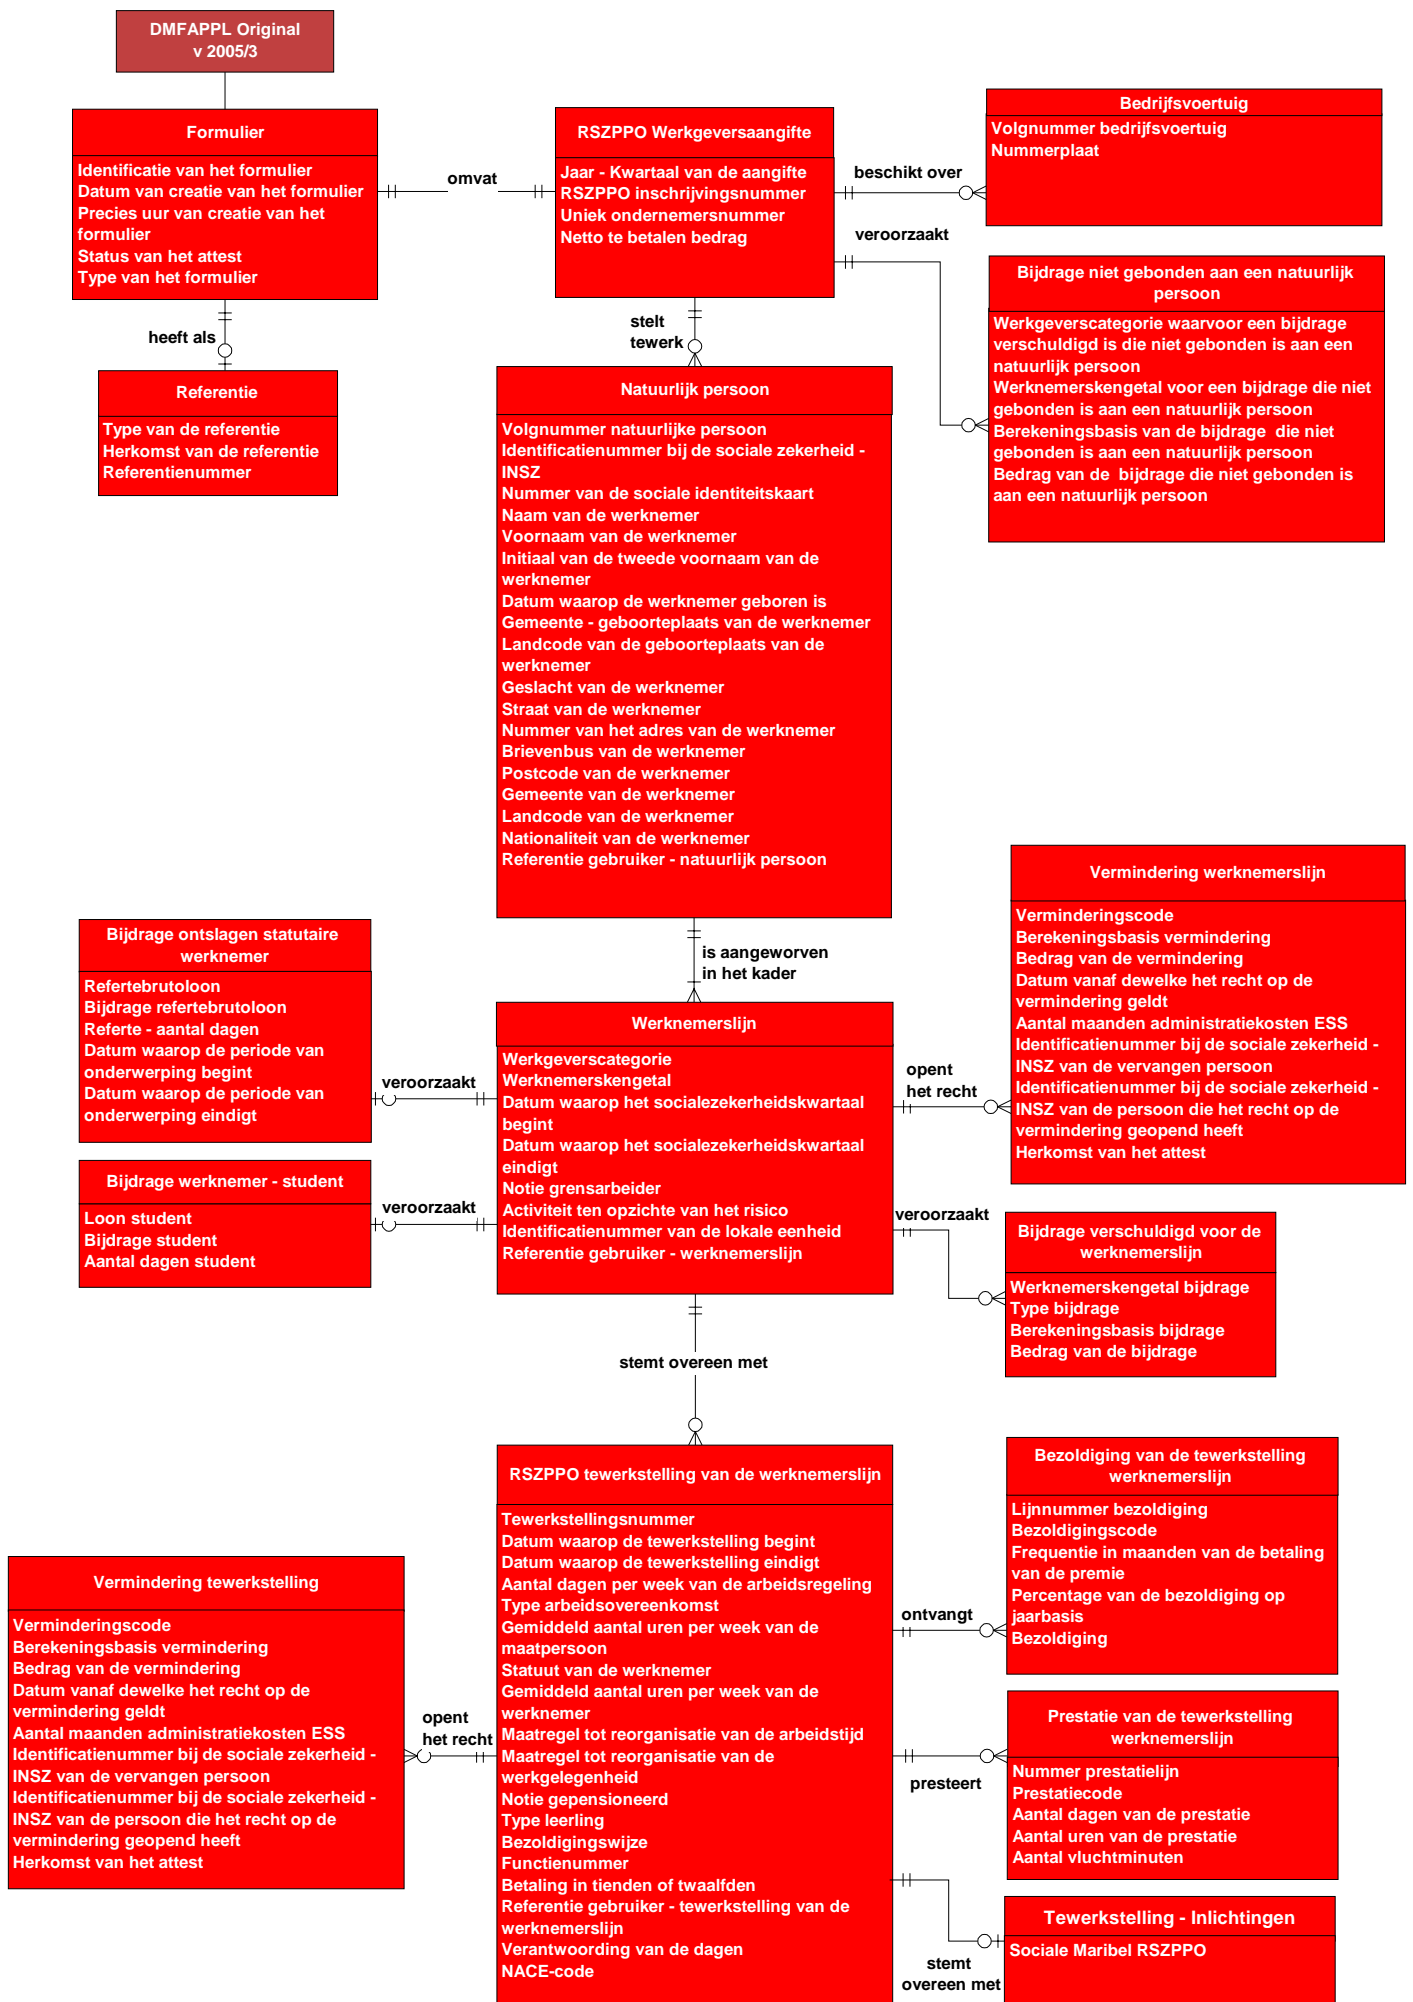 DMFAPPL Original
v 2005/3
Formulier
Identificatie van het formulier
Datum van creatie van het formulier
Precies uur van creatie van het
formulier
Status van het attest
Type van het formulier
omvat
RSZPPO Werkgeversaangifte
Jaar - Kwartaal van de aangifte
RSZPPO inschrijvingsnummer
Uniek ondernemersnummer
Netto te betalen bedrag
beschikt over
Bedrijfsvoertuig
Volgnummer bedrijfsvoertuig
Nummerplaat
veroorzaakt
Bijdrage niet gebonden aan een natuurlijk
persoon
Werkgeverscategorie waarvoor een bijdrage
verschuldigd is die niet gebonden is aan een
natuurlijk persoon
Werknemerskengetal voor een bijdrage die niet
gebonden is aan een natuurlijk persoon
Berekeningsbasis van de bijdrage  die niet
gebonden is aan een natuurlijk persoon
Bedrag van de  bijdrage die niet gebonden is
aan een natuurlijk persoon
heeft als
Referentie
Type van de referentie
Herkomst van de referentie
Referentienummer
stelt
tewerk
Natuurlijk persoon
Volgnummer natuurlijke persoon
Identificatienummer bij de sociale zekerheid -
INSZ
Nummer van de sociale identiteitskaart
Naam van de werknemer
Voornaam van de werknemer
Initiaal van de tweede voornaam van de
werknemer
Datum waarop de werknemer geboren is
Gemeente - geboorteplaats van de werknemer
Landcode van de geboorteplaats van de
werknemer
Geslacht van de werknemer
Straat van de werknemer
Nummer van het adres van de werknemer
Brievenbus van de werknemer
Postcode van de werknemer
Gemeente van de werknemer
Landcode van de werknemer
Nationaliteit van de werknemer
Referentie gebruiker - natuurlijk persoon
is aangeworven
in het kader
Bijdrage ontslagen statutaire
werknemer
Refertebrutoloon
Bijdrage refertebrutoloon
Referte - aantal dagen
Datum waarop de periode van
onderwerping begint
Datum waarop de periode van
onderwerping eindigt
veroorzaakt
Bijdrage werknemer - student
Loon student
Bijdrage student
Aantal dagen student
veroorzaakt
Werknemerslijn
Werkgeverscategorie
Werknemerskengetal
Datum waarop het socialezekerheidskwartaal
begint
Datum waarop het socialezekerheidskwartaal
eindigt
Notie grensarbeider
Activiteit ten opzichte van het risico
Identificatienummer van de lokale eenheid
Referentie gebruiker - werknemerslijn
opent
het recht
Vermindering werknemerslijn
Verminderingscode
Berekeningsbasis vermindering
Bedrag van de vermindering
Datum vanaf dewelke het recht op de
vermindering geldt
Aantal maanden administratiekosten ESS
Identificatienummer bij de sociale zekerheid -
INSZ van de vervangen persoon
Identificatienummer bij de sociale zekerheid -
INSZ van de persoon die het recht op de
vermindering geopend heeft
Herkomst van het attest
veroorzaakt
Bijdrage verschuldigd voor de
werknemerslijn
Werknemerskengetal bijdrage
Type bijdrage
Berekeningsbasis bijdrage
Bedrag van de bijdrage
stemt overeen met
RSZPPO tewerkstelling van de werknemerslijn
Tewerkstellingsnummer
Datum waarop de tewerkstelling begint
Datum waarop de tewerkstelling eindigt
Aantal dagen per week van de arbeidsregeling
Type arbeidsovereenkomst
Gemiddeld aantal uren per week van de
maatpersoon
Statuut van de werknemer
Gemiddeld aantal uren per week van de
werknemer
Maatregel tot reorganisatie van de arbeidstijd
Maatregel tot reorganisatie van de
werkgelegenheid
Notie gepensioneerd
Type leerling
Bezoldigingswijze
Functienummer
Betaling in tienden of twaalfden
Referentie gebruiker - tewerkstelling van de
werknemerslijn
Verantwoording van de dagen
NACE-code
Vermindering tewerkstelling
Verminderingscode
Berekeningsbasis vermindering
Bedrag van de vermindering
Datum vanaf dewelke het recht op de
vermindering geldt
Aantal maanden administratiekosten ESS
Identificatienummer bij de sociale zekerheid -
INSZ van de vervangen persoon
Identificatienummer bij de sociale zekerheid -
INSZ van de persoon die het recht op de
vermindering geopend heeft
Herkomst van het attest
opent
het recht
ontvangt
Bezoldiging van de tewerkstelling
werknemerslijn
Lijnnummer bezoldiging
Bezoldigingscode
Frequentie in maanden van de betaling
van de premie
Percentage van de bezoldiging op
jaarbasis
Bezoldiging
presteert
Prestatie van de tewerkstelling
werknemerslijn
Nummer prestatielijn
Prestatiecode
Aantal dagen van de prestatie
Aantal uren van de prestatie
Aantal vluchtminuten
stemt
overeen met
Tewerkstelling - Inlichtingen
Sociale Maribel RSZPPO